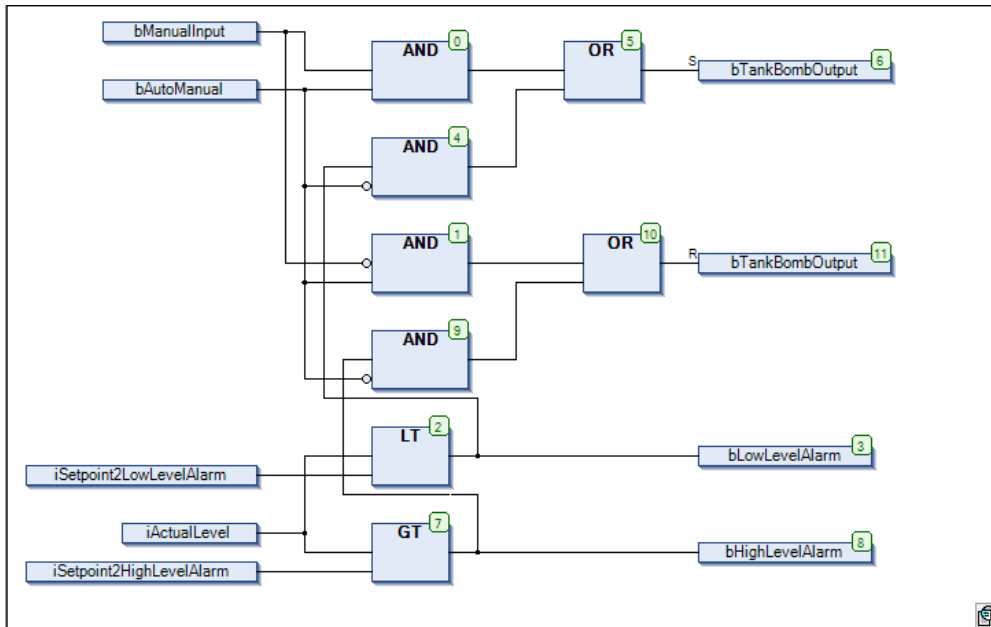 bManualInput
AND 0
OR 5
S bTankBombOutput 6
bAutoManual
AND 4
AND 1
OR 10
R bTankBombOutput 11
AND 9
LT 2
bLowLevelAlarm 3
iSetpoint2LowLevelAlarm
iActualLevel
GT 7
bHighLevelAlarm 8
iSetpoint2HighLevelAlarm